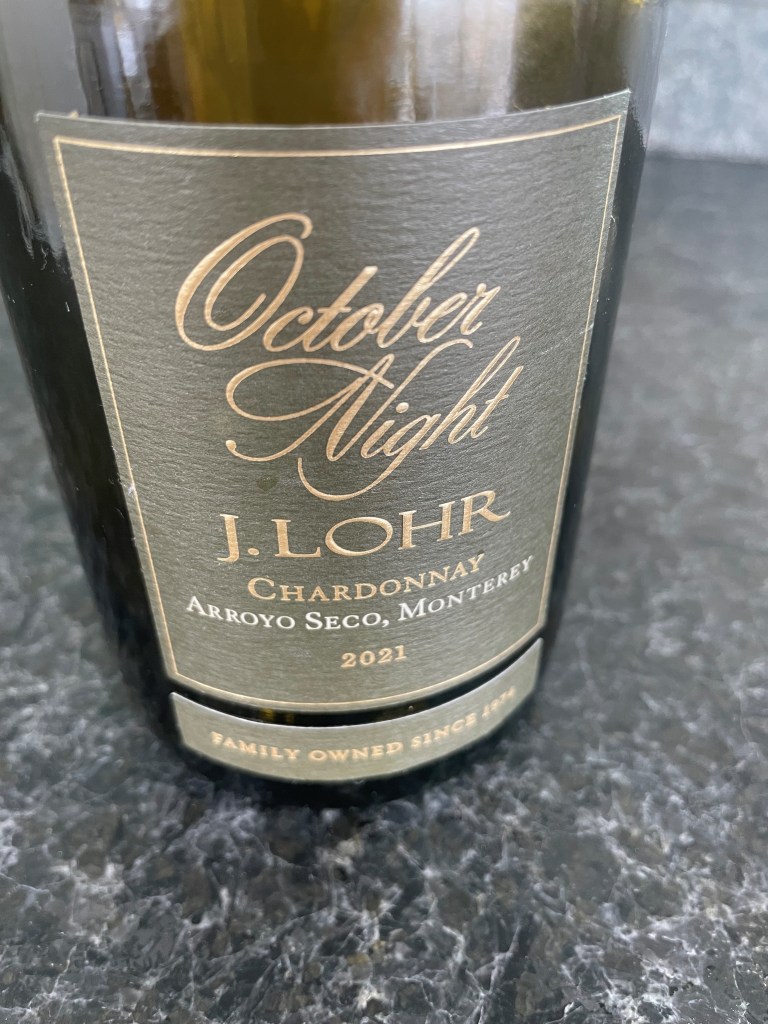 October
Night
J. LOHR
CHARDONNAY
ARROYO SECO, MONTEREY
2021
FAMILY OWNED SINCE 1974